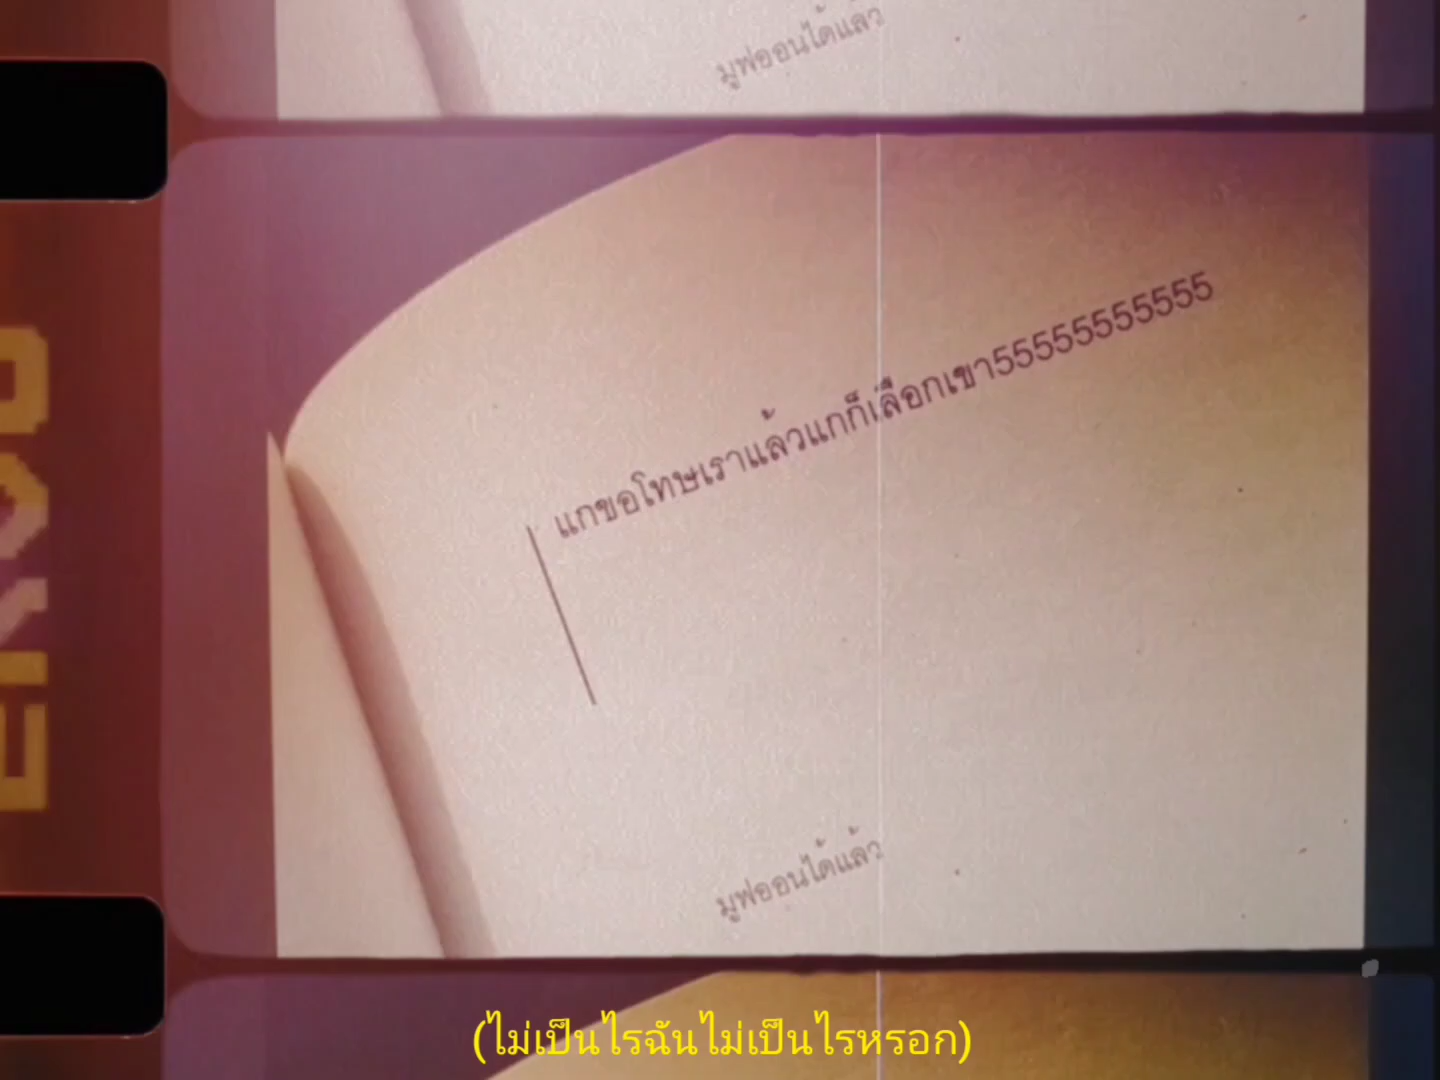 มูฟออนได้แล้ว
แกขอโทษเราแล้วแกก็เลือกเขา55555555555
มูฟออนได้แล้ว
(ไม่เป็นไรฉันไม่เป็นไรหรอก)